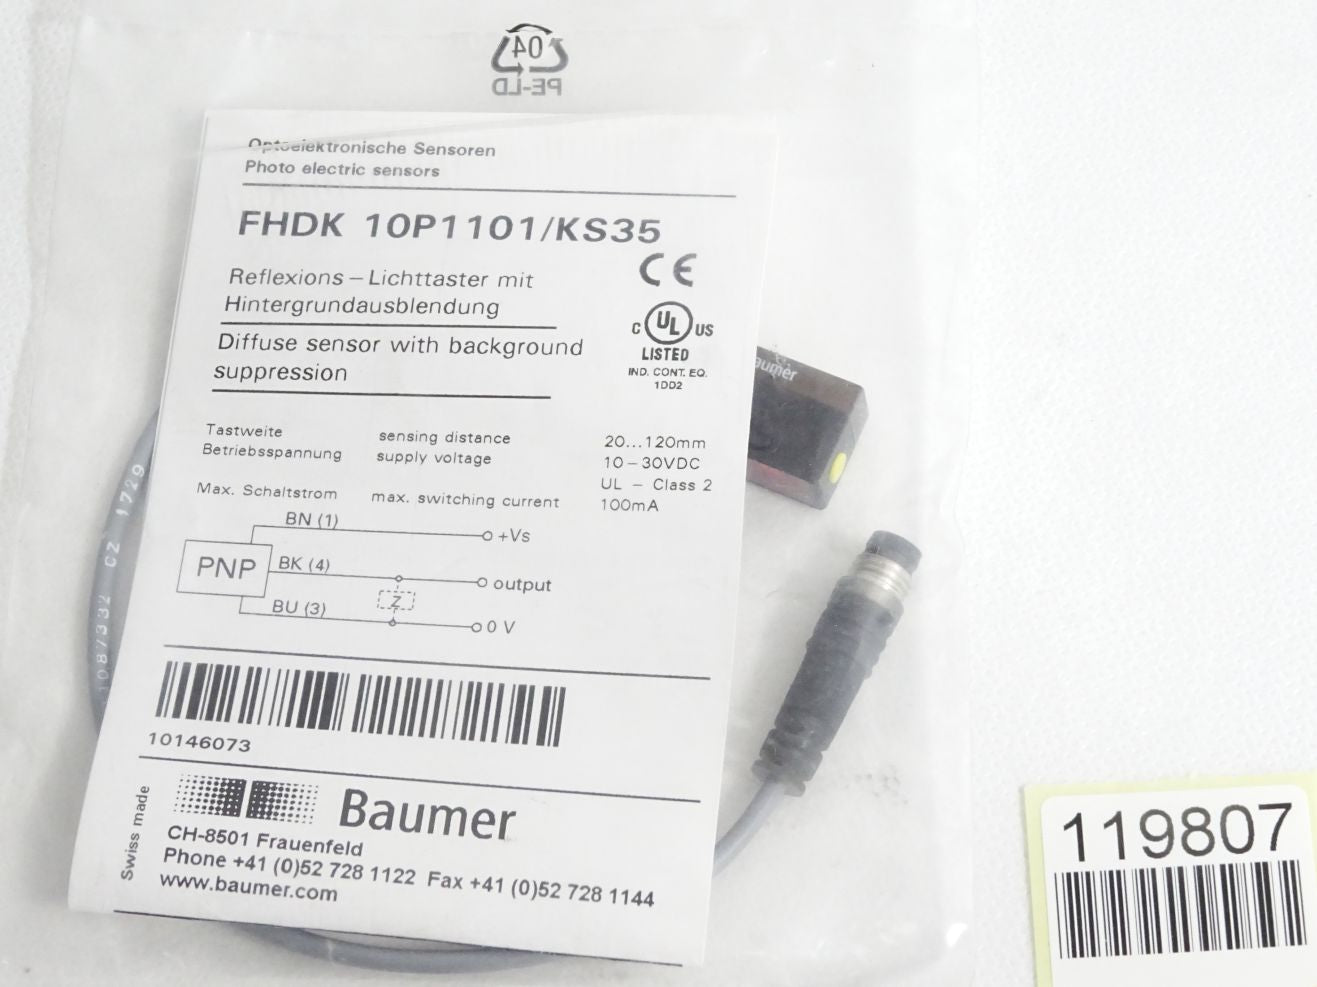 04
PE-LD
Optoelektronische Sensoren
Photo electric sensors
FHDK 10P1101/KS35
CE
Reflexions – Lichttaster mit
Hintergrundausblendung
Diffuse sensor with background
suppression
C UL US
LISTED
IND. CONT. EQ.
1DD2
Baumer
Tastweite sensing distance 20...120mm
Betriebsspannung supply voltage 10 – 30VDC
UL – Class 2
Max. Schaltstrom max. switching current 100mA
BN (1) +Vs
PNP BK (4) output
Z
BU (3) 0 V
1087332 CZ 1729
10146073
Swiss made
Baumer
CH-8501 Frauenfeld
Phone +41 (0)52 728 1122 Fax +41 (0)52 728 1144
www.baumer.com
119807